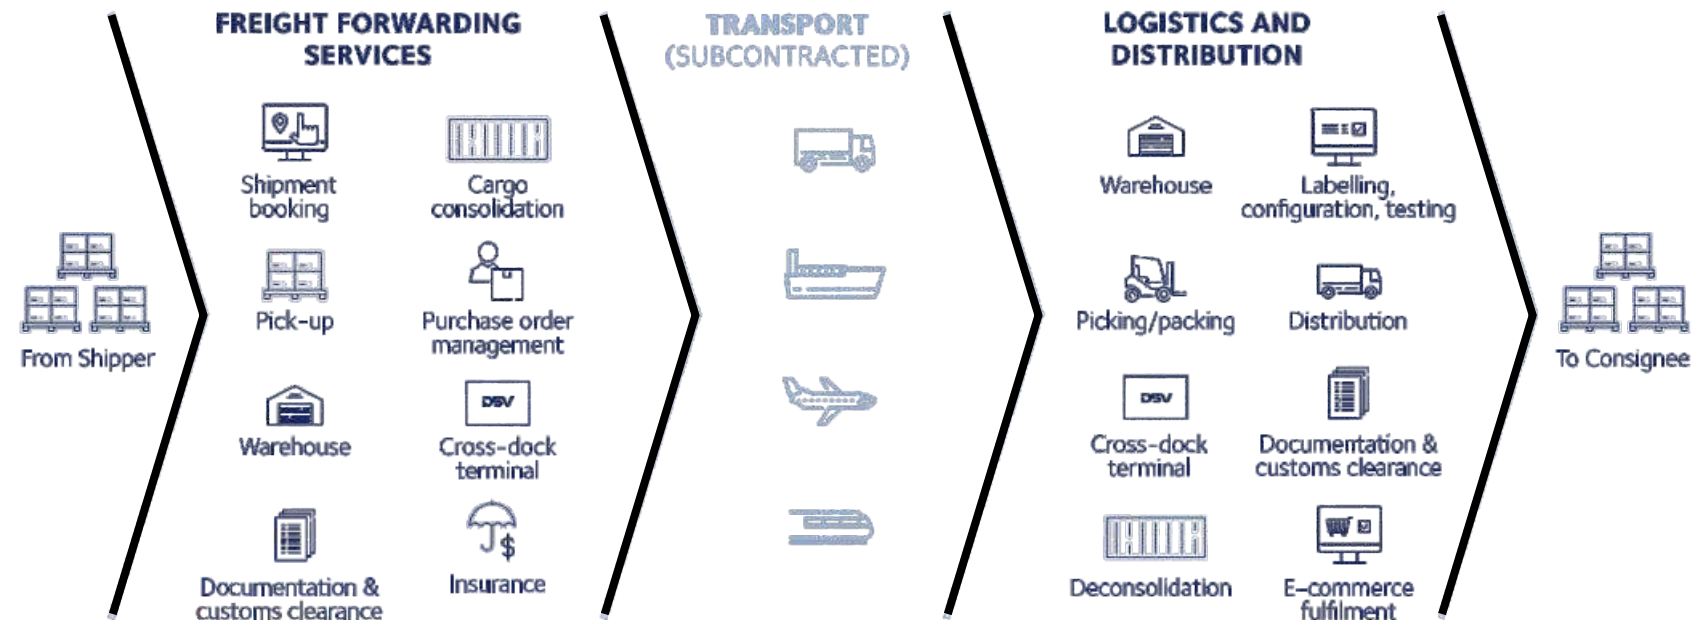 FREIGHT FORWARDING
SERVICES
TRANSPORT
(SUBCONTRACTED)
LOGISTICS AND
DISTRIBUTION
From Shipper
Shipment
booking
Cargo
consolidation
Pick-up
Purchase order
management
Warehouse
DSV
Cross-dock
terminal
Documentation &
customs clearance
$
Insurance
Warehouse
Labelling,
configuration, testing
Picking/packing
Distribution
DSV
Cross-dock
terminal
Documentation &
customs clearance
Deconsolidation
E-commerce
fulfilment
To Consignee